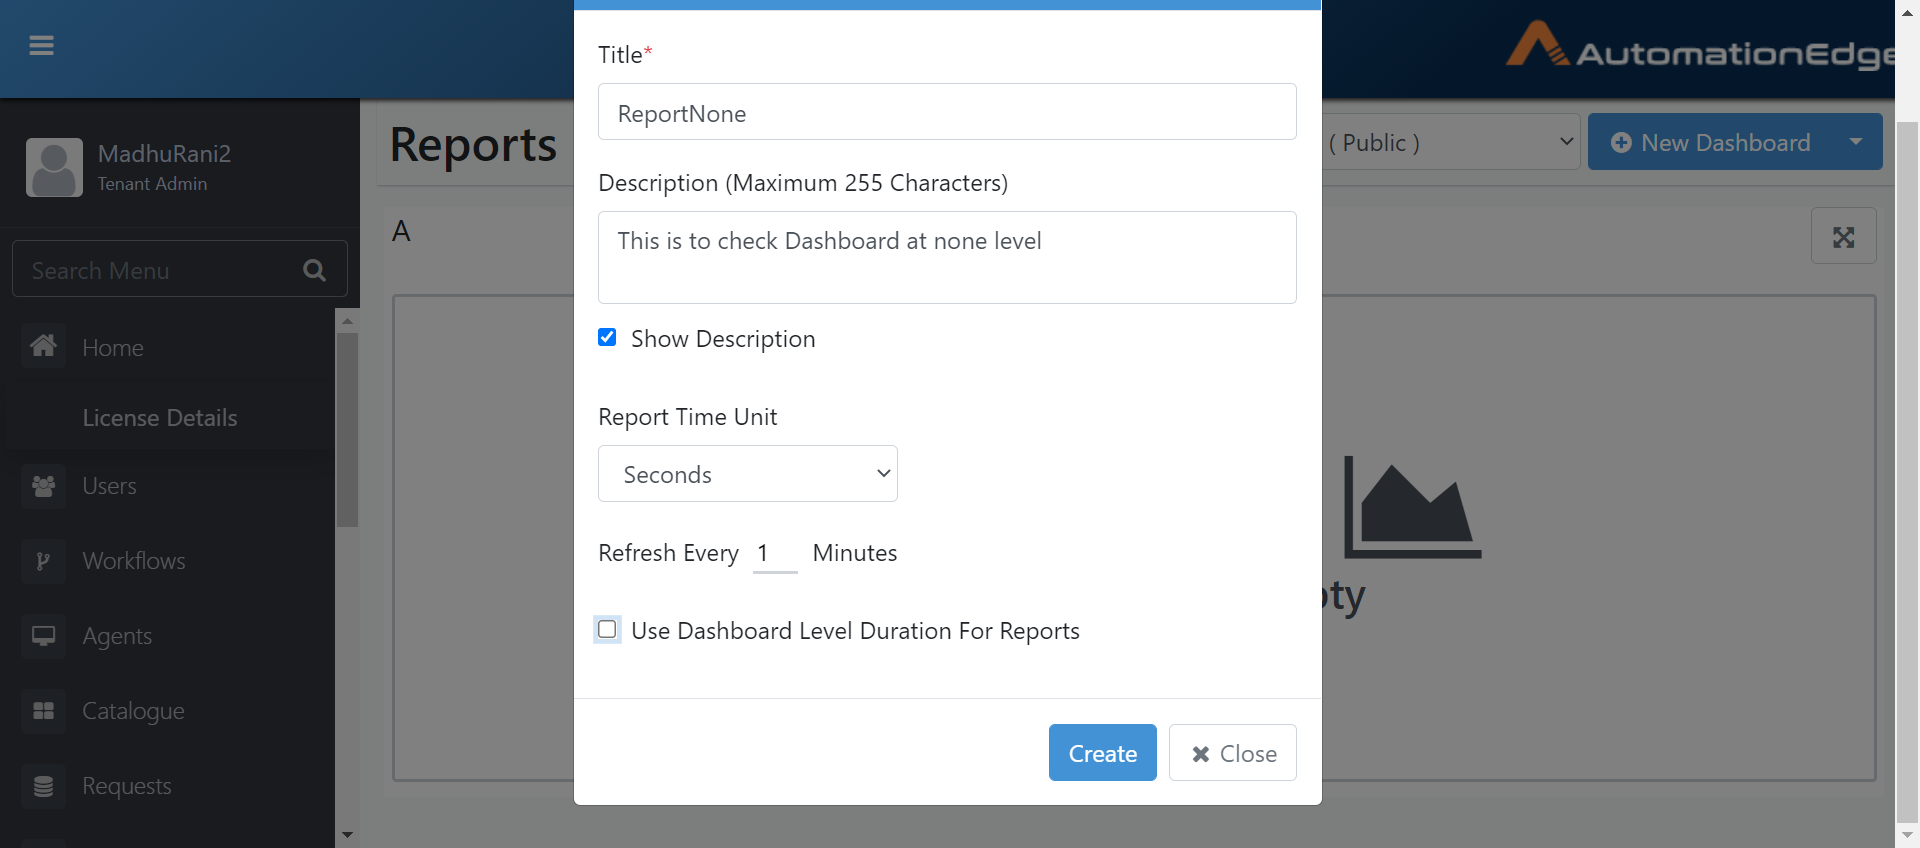 AutomationEdge
Title*
ReportNone
Description (Maximum 255 Characters)
This is to check Dashboard at none level
Show Description
Report Time Unit
Seconds
Refresh Every 1 Minutes
Use Dashboard Level Duration For Reports
Create
Close
MadhuRani2
Tenant Admin
Search Menu
Home
License Details
Users
Workflows
Agents
Catalogue
Requests
Reports
( Public )
New Dashboard
A